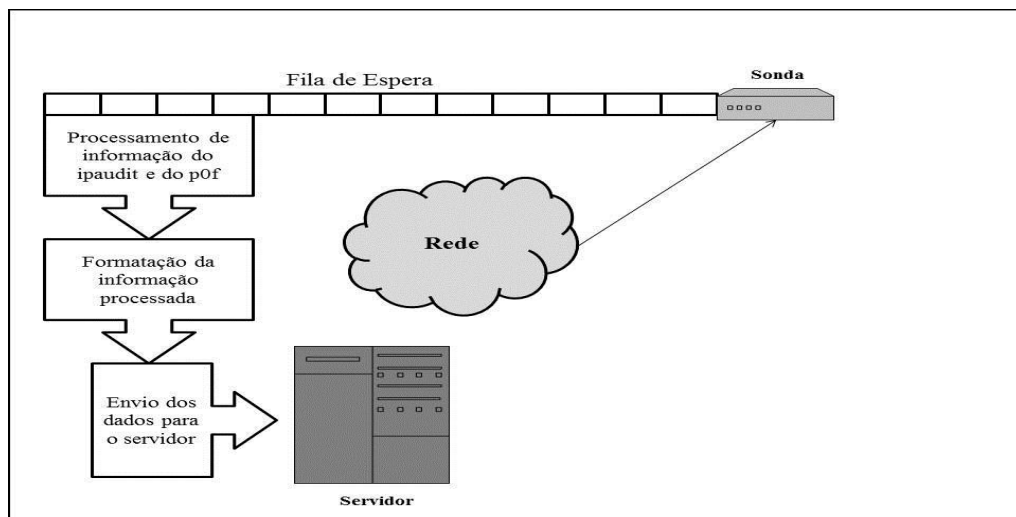 Fila de Espera
Sonda
Processamento de
informação do
ipaudit e do p0f
Rede
Formatação da
informação
processada
Envio dos
dados para
o servidor
Servidor